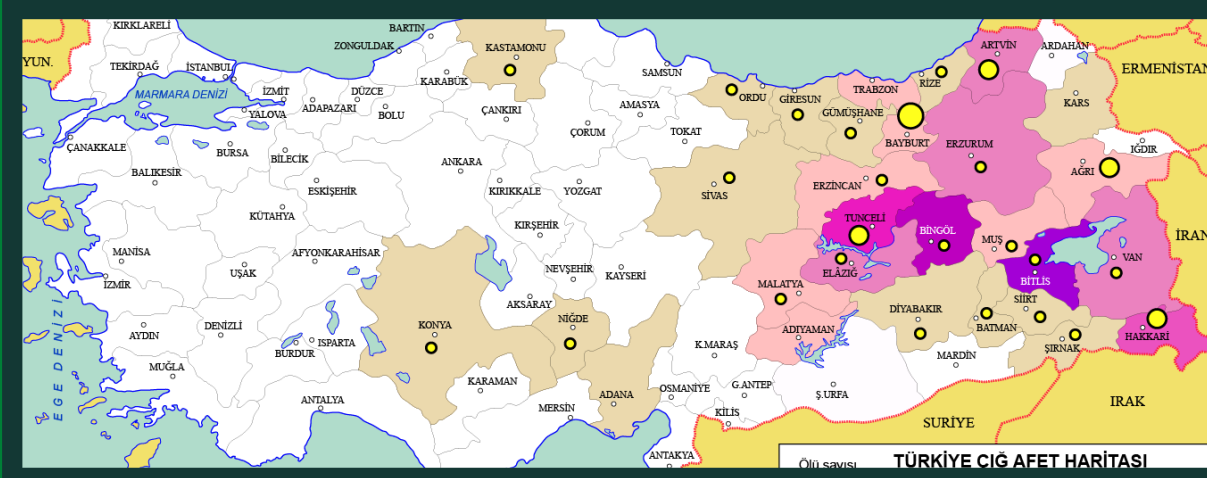 KIRKLARELİ
BARTIN
ZONGULDAK
KASTAMONU
ARTVİN
ARDAHAN
YUN.
TEKİRDAĞ
İSTANBUL
KARABÜK
SAMSUN
ERMENİSTAN
MARMARA DENİZİ
İZMİT
DÜZCE
TRABZON
RİZE
YALOVA
ADAPAZARI
BOLU
ÇANKIRI
AMASYA
ORDU
GİRESUN
GÜMÜŞHANE
KARS
ÇANAKKALE
BURSA
BİLECİK
ÇORUM
TOKAT
BAYBURT
ERZURUM
IĞDIR
BALIKESİR
ESKİŞEHİR
ANKARA
KIRIKKALE
YOZGAT
SİVAS
ERZİNCAN
AĞRI
KÜTAHYA
KIRŞEHİR
TUNCELİ
BİNGÖL
MUŞ
İRAN
MANİSA
UŞAK
AFYONKARAHİSAR
NEVŞEHİR
KAYSERİ
ELÂZIĞ
VAN
İZMİR
MALATYA
BİTLİS
AKSARAY
SİİRT
EGE DENİZİ
AYDIN
DENİZLİ
KONYA
NİĞDE
DİYABAKIR
BATMAN
HAKKARİ
BURDUR
ISPARTA
ADIYAMAN
ŞIRNAK
MUĞLA
K.MARAŞ
MARDİN
KARAMAN
ADANA
OSMANİYE
G.ANTEP
Ş.URFA
ANTALYA
MERSİN
KİLİS
IRAK
SURİYE
ANTAKYA
Ölü sayısı
TÜRKİYE ÇIĞ AFET HARİTASI